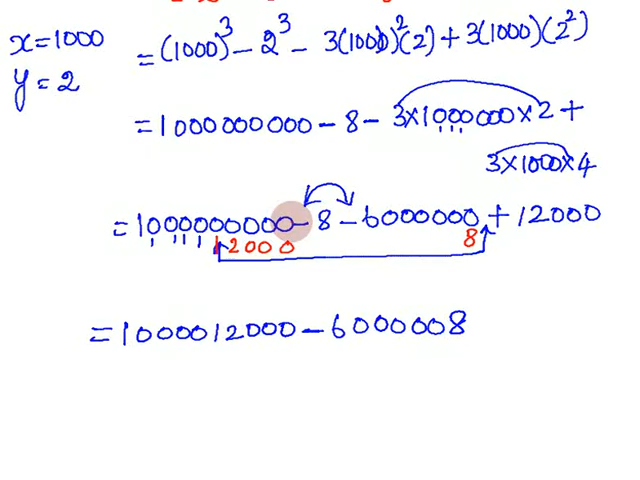 x=1000 =(1000)³-2³-3(1000)²(2)+3(1000)(2²)
y=2
=1000000000-8-3×1000000×2+
3×1000×4
=1000000000-8-6000000+12000
12000 8
=1000012000-6000008